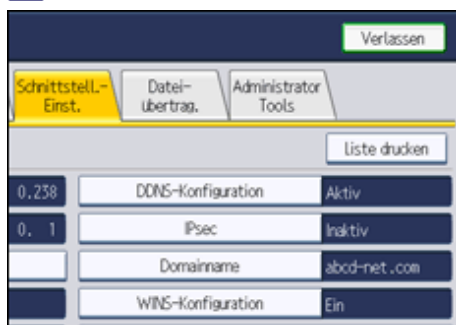 Verlassen
Schnittstell.-
Einst.
Datei-
übertrag.
Administrator
Tools
Liste drucken
0.238
DDNS-Konfiguration
Aktiv
0. 1
IPsec
Inaktiv
Domainname
abcd-net.com
WINS-Konfiguration
Ein